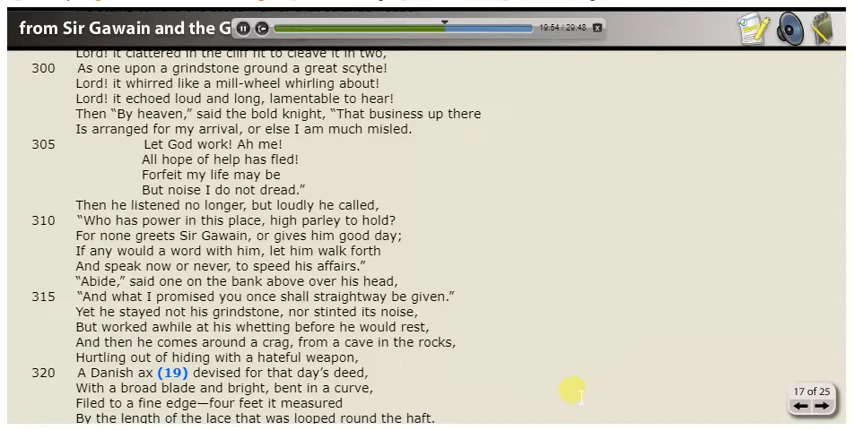 from Sir Gawain and the G
19:54 / 29:48
Lord! it clattered in the cliff fit to cleave it in two,
300 As one upon a grindstone ground a great scythe!
Lord! it whirred like a mill-wheel whirling about!
Lord! it echoed loud and long, lamentable to hear!
Then “By heaven,” said the bold knight, “That business up there
Is arranged for my arrival, or else I am much misled.
305 Let God work! Ah me!
All hope of help has fled!
Forfeit my life may be
But noise I do not dread.”
Then he listened no longer, but loudly he called,
310 “Who has power in this place, high parley to hold?
For none greets Sir Gawain, or gives him good day;
If any would a word with him, let him walk forth
And speak now or never, to speed his affairs.”
“Abide,” said one on the bank above over his head,
315 “And what I promised you once shall straightway be given.”
Yet he stayed not his grindstone, nor stinted its noise,
But worked awhile at his whetting before he would rest,
And then he comes around a crag, from a cave in the rocks,
Hurtling out of hiding with a hateful weapon,
320 A Danish ax (19) devised for that day’s deed,
With a broad blade and bright, bent in a curve,
Filed to a fine edge—four feet it measured
By the length of the lace that was looped round the haft.
17 of 25